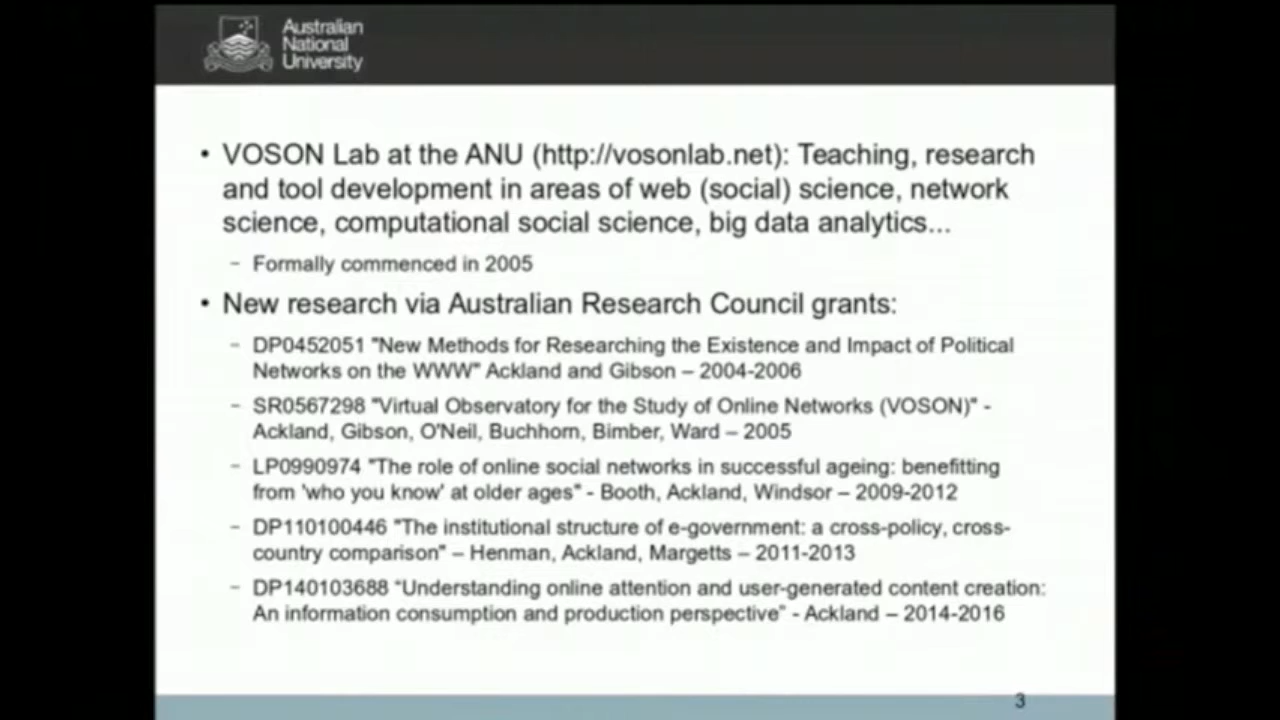 Australian
National
University
• VOSON Lab at the ANU (http://vosonlab.net): Teaching, research
and tool development in areas of web (social) science, network
science, computational social science, big data analytics...
– Formally commenced in 2005
• New research via Australian Research Council grants:
– DP0452051 "New Methods for Researching the Existence and Impact of Political
Networks on the WWW" Ackland and Gibson – 2004-2006
– SR0567298 "Virtual Observatory for the Study of Online Networks (VOSON)" -
Ackland, Gibson, O'Neil, Buchhorn, Bimber, Ward – 2005
– LP0990974 "The role of online social networks in successful ageing: benefitting
from 'who you know' at older ages" - Booth, Ackland, Windsor – 2009-2012
– DP110100446 "The institutional structure of e-government: a cross-policy, cross-
country comparison" – Henman, Ackland, Margetts – 2011-2013
– DP140103688 “Understanding online attention and user-generated content creation:
An information consumption and production perspective” - Ackland – 2014-2016
3